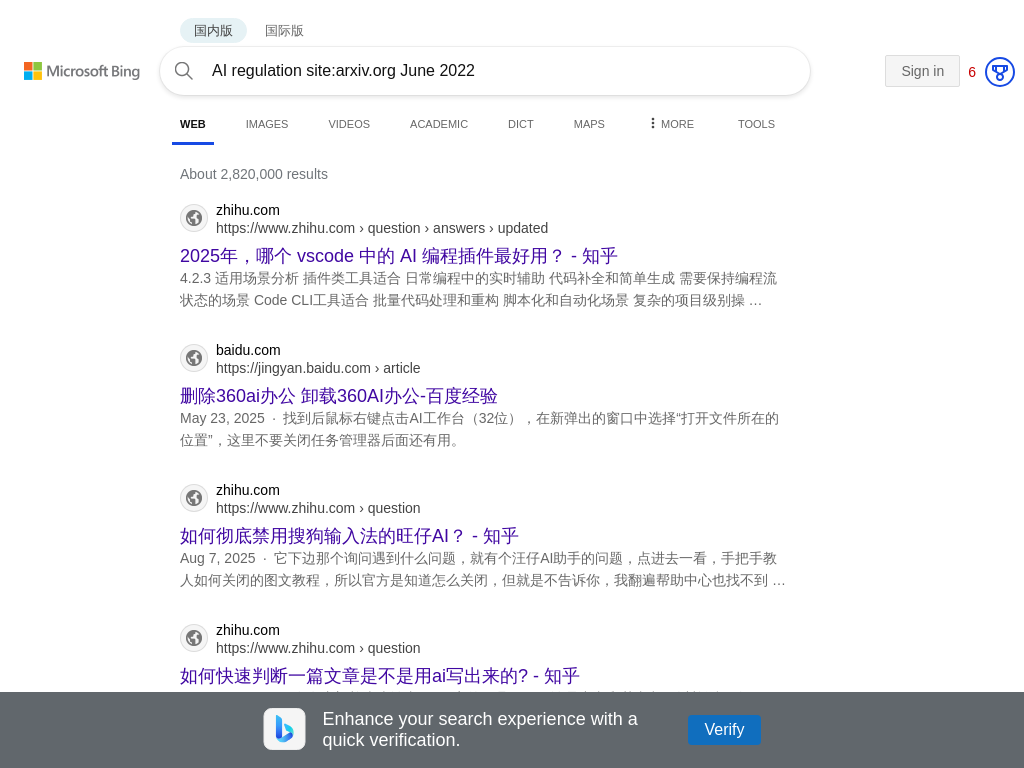 国内版 国际版
Microsoft Bing
AI regulation site:arxiv.org June 2022
Sign in 6
WEB IMAGES VIDEOS ACADEMIC DICT MAPS MORE TOOLS
About 2,820,000 results
zhihu.com
https://www.zhihu.com › question › answers › updated
2025年，哪个 vscode 中的 AI 编程插件最好用？ - 知乎
4.2.3 适用场景分析 插件类工具适合 日常编程中的实时辅助 代码补全和简单生成 需要保持编程流
状态的场景 Code CLI工具适合 批量代码处理和重构 脚本化和自动化场景 复杂的项目级别操 …
baidu.com
https://jingyan.baidu.com › article
删除360ai办公 卸载360AI办公-百度经验
May 23, 2025 · 找到后鼠标右键点击AI工作台（32位），在新弹出的窗口中选择“打开文件所在的
位置”，这里不要关闭任务管理器后面还有用。
zhihu.com
https://www.zhihu.com › question
如何彻底禁用搜狗输入法的旺仔AI？ - 知乎
Aug 7, 2025 · 它下边那个询问遇到什么问题，就有个汪仔AI助手的问题，点进去一看，手把手教
人如何关闭的图文教程，所以官方是知道怎么关闭，但就是不告诉你，我翻遍帮助中心也找不到 …
zhihu.com
https://www.zhihu.com › question
如何快速判断一篇文章是不是用ai写出来的? - 知乎
Enhance your search experience with a
quick verification.
Verify